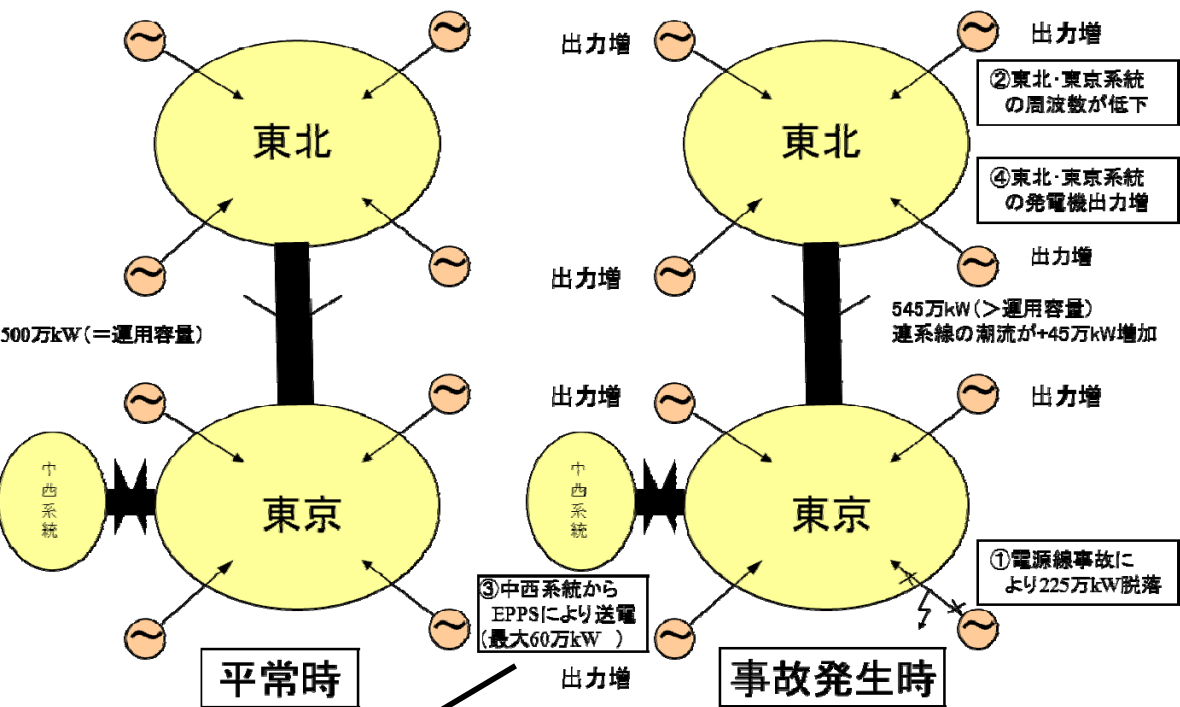 東北
500万kW(=運用容量)
中西系統
東京
平常時
出力増
出力増
東北
②東北・東京系統
の周波数が低下
④東北・東京系統
の発電機出力増
出力増
出力増
545万kW(>運用容量)
連系線の潮流が+45万kW増加
出力増
出力増
中西系統
東京
①電源線事故に
より225万kW脱落
③中西系統から
EPPSにより送電
(最大60万kW )
出力増
事故発生時